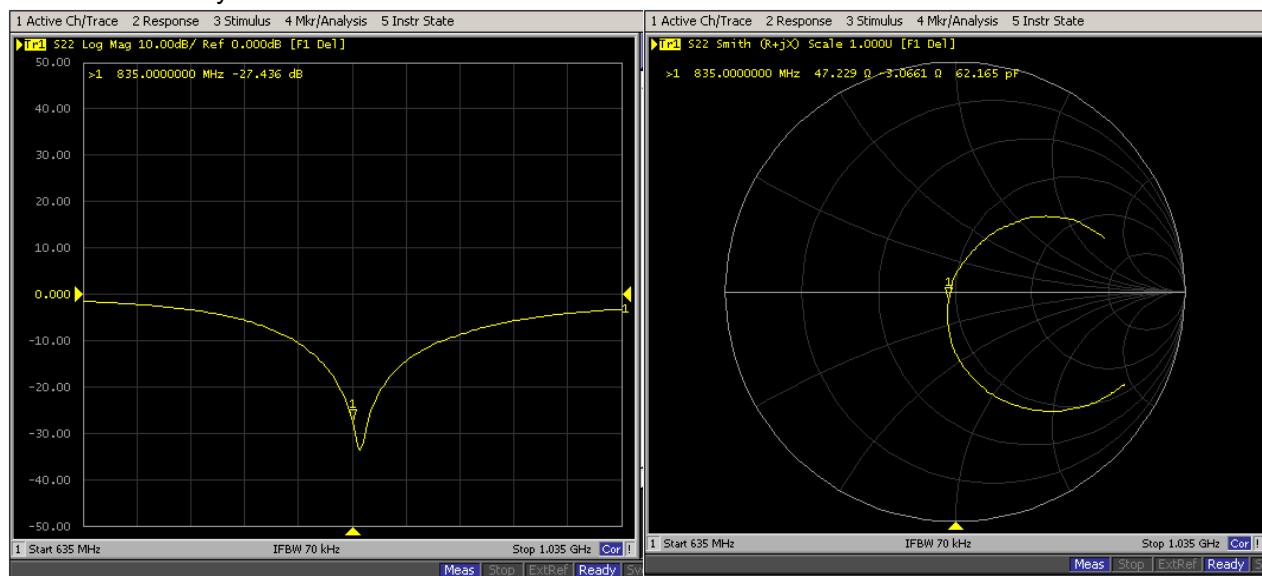 1 Active Ch/Trace 2 Response 3 Stimulus 4 Mkr/Analysis 5 Instr State
Tr1 S22 Log Mag 10.00dB/ Ref 0.000dB [F1 Del]
50.00
>1 835.0000000 MHz -27.436 dB
40.00
30.00
20.00
10.00
0.000
1
-10.00
-20.00
1
-30.00
-40.00
-50.00
1 Start 635 MHz IFBW 70 kHz Stop 1.035 GHz Cor !
Meas Stop ExtRef Ready
1 Active Ch/Trace 2 Response 3 Stimulus 4 Mkr/Analysis 5 Instr State
Tr1 S22 Smith (R+jX) Scale 1.000U [F1 Del]
>1 835.0000000 MHz 47.229 Ω -3.0661 Ω 62.165 pF
1
1 Start 635 MHz IFBW 70 kHz Stop 1.035 GHz Cor !
Meas Stop ExtRef Ready